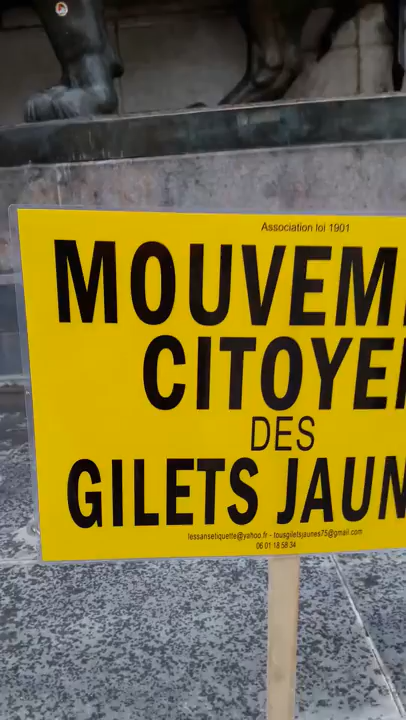 Association loi 1901
MOUVEM
CITOYE
DES
GILETS JAUN
lessansetiquette@yahoo.fr - tousgiletsjaunes75@gmail.com
06 01 18 58 34